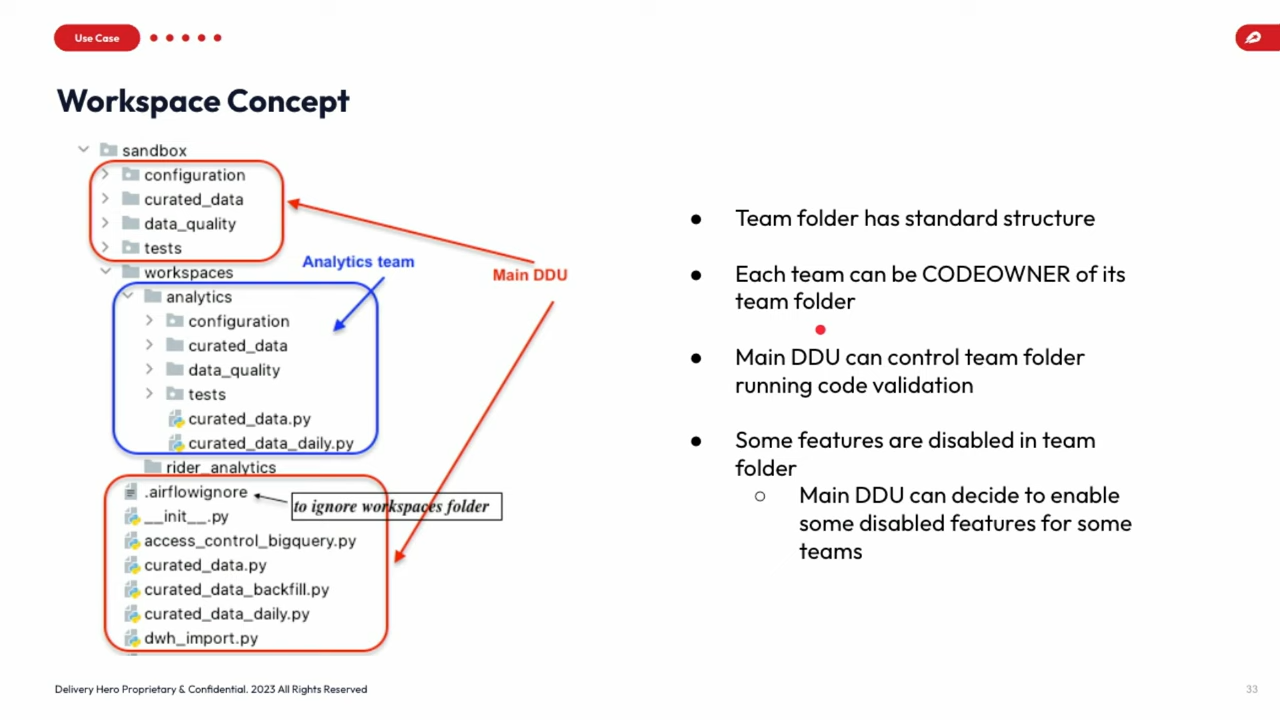 Use Case
Workspace Concept
sandbox
configuration
curated_data
data_quality
tests
workspaces
analytics
configuration
curated_data
data_quality
tests
curated_data.py
curated_data_daily.py
rider_analytics
.airflowignore
__init__.py
access_control_bigquery.py
curated_data.py
curated_data_backfill.py
curated_data_daily.py
dwh_import.py
Analytics team
Main DDU
to ignore workspaces folder
● Team folder has standard structure
● Each team can be CODEOWNER of its
team folder
● Main DDU can control team folder
running code validation
● Some features are disabled in team
folder
○ Main DDU can decide to enable
some disabled features for some
teams
Delivery Hero Proprietary & Confidential. 2023 All Rights Reserved
33